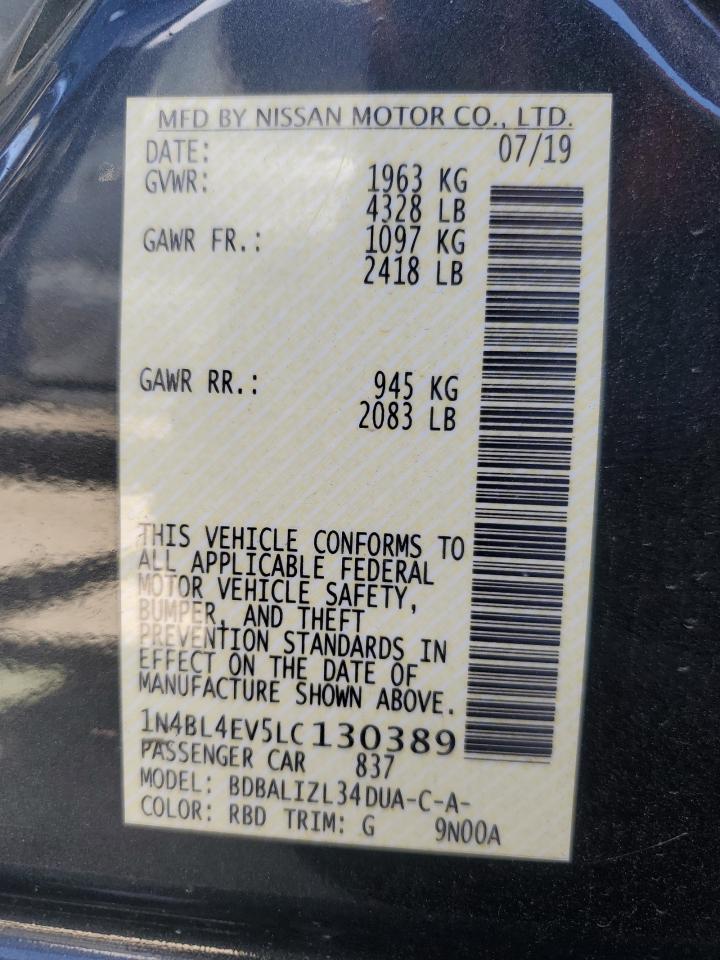 MFD BY NISSAN MOTOR CO., LTD.
DATE: 07/19
GVWR: 1963 KG
4328 LB
GAWR FR.: 1097 KG
2418 LB
GAWR RR.: 945 KG
2083 LB
THIS VEHICLE CONFORMS TO
ALL APPLICABLE FEDERAL
MOTOR VEHICLE SAFETY,
BUMPER, AND THEFT
PREVENTION STANDARDS IN
EFFECT ON THE DATE OF
MANUFACTURE SHOWN ABOVE.
1N4BL4EV5LC130389
PASSENGER CAR 837
MODEL: BDBALIZL34DUA-C-A-
COLOR: RBD TRIM: G 9N00A